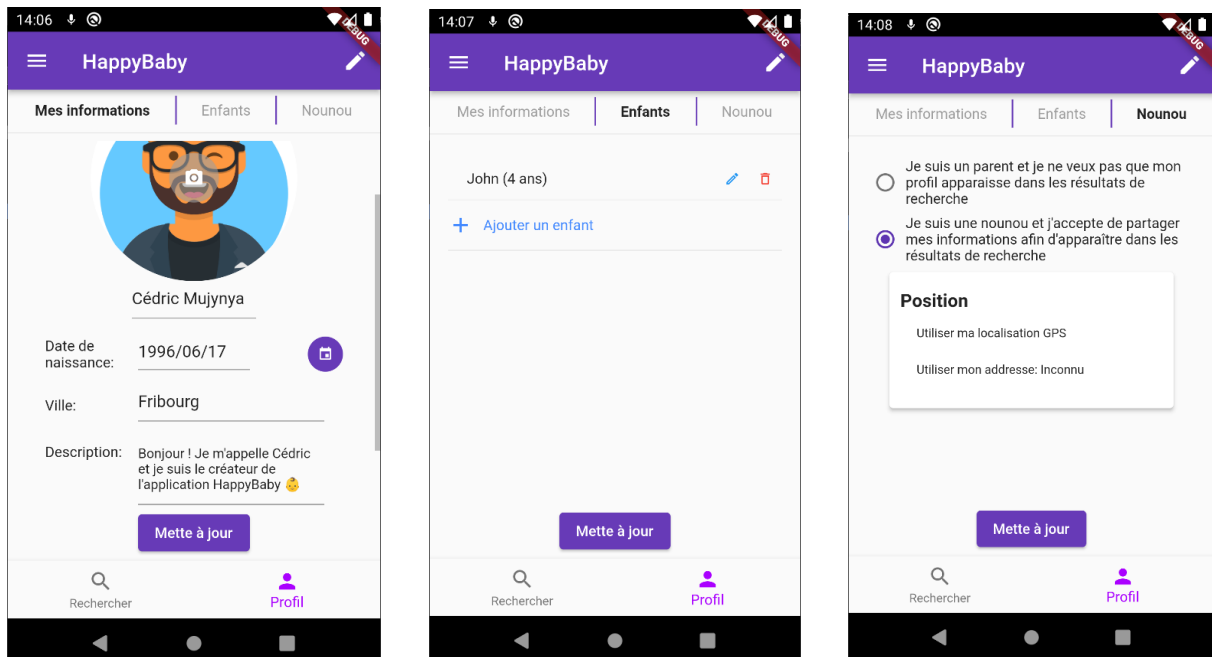 14:06
DEBUG
HappyBaby
Mes informations
Enfants
Nounou
Cédric Mujynya
Date de
naissance:
1996/06/17
Ville:
Fribourg
Description:
Bonjour ! Je m'appelle Cédric
et je suis le créateur de
l'application HappyBaby 👶
Mette à jour
Rechercher
Profil
14:07
DEBUG
HappyBaby
Mes informations
Enfants
Nounou
John (4 ans)
Ajouter un enfant
Mette à jour
Rechercher
Profil
14:08
DEBUG
HappyBaby
Mes informations
Enfants
Nounou
Je suis un parent et je ne veux pas que mon
profil apparaisse dans les résultats de
recherche
Je suis une nounou et j'accepte de partager
mes informations afin d'apparaître dans les
résultats de recherche
Position
Utiliser ma localisation GPS
Utiliser mon addresse: Inconnu
Mette à jour
Rechercher
Profil